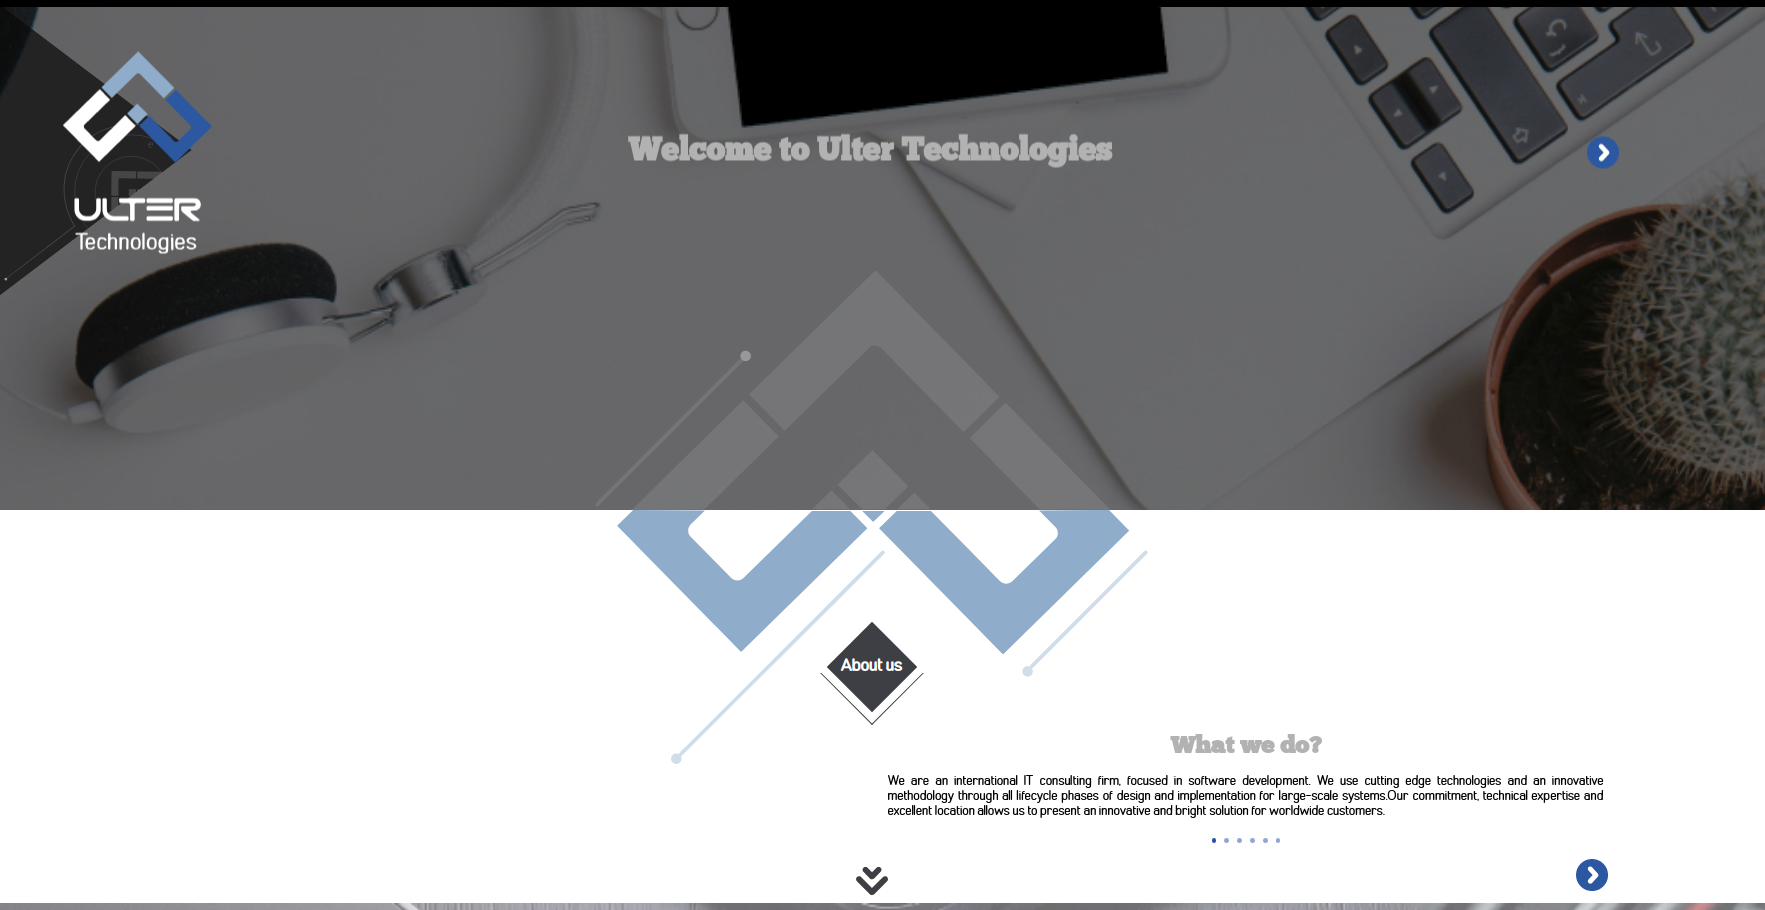 ULTER
Technologies
Welcome to Ulter Technologies
About us
What we do?
We are an international IT consulting firm, focused in software development. We use cutting edge technologies and an innovative
methodology through all lifecycle phases of design and implementation for large-scale systems.Our commitment, technical expertise and
excellent location allows us to present an innovative and bright solution for worldwide customers.